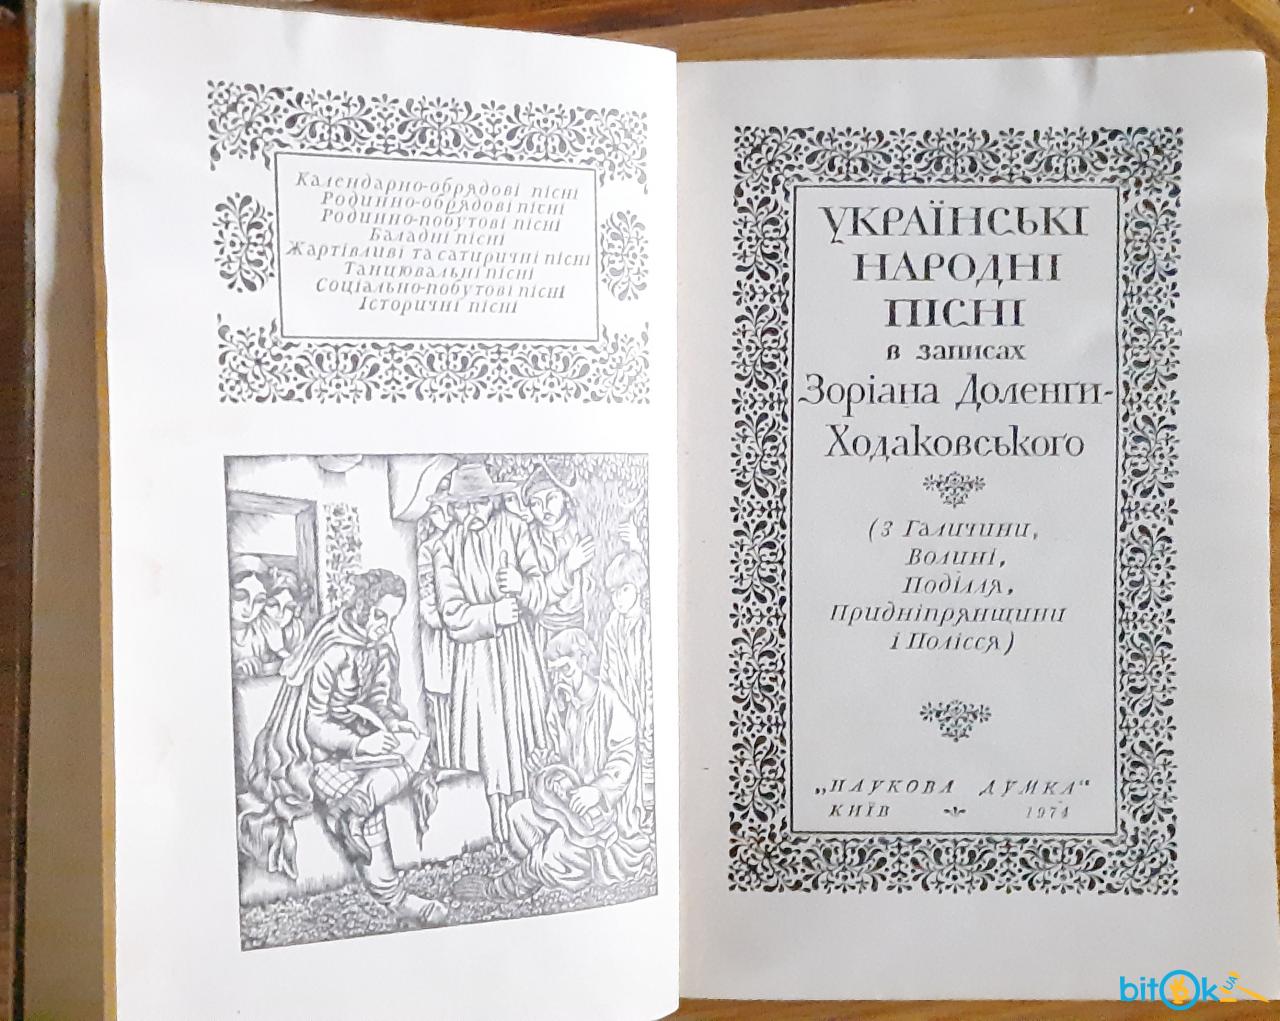 Календарно-обрядові пісні
Родинно-обрядові пісні
Родинно-побутові пісні
Баладні пісні
Жартівливі та сатиричні пісні
Танцювальні пісні
Соціально-побутові пісні
Історичні пісні
УКРАЇНСЬКІ
НАРОДНІ
ПІСНІ
в записах
Зоріана Доленги-
Ходаковського
(З Галичини,
Волині,
Поділля,
Придніпрянщини
і Полісся)
„НАУКОВА ДУМКА“
КИЇВ 1974
bitOk UA